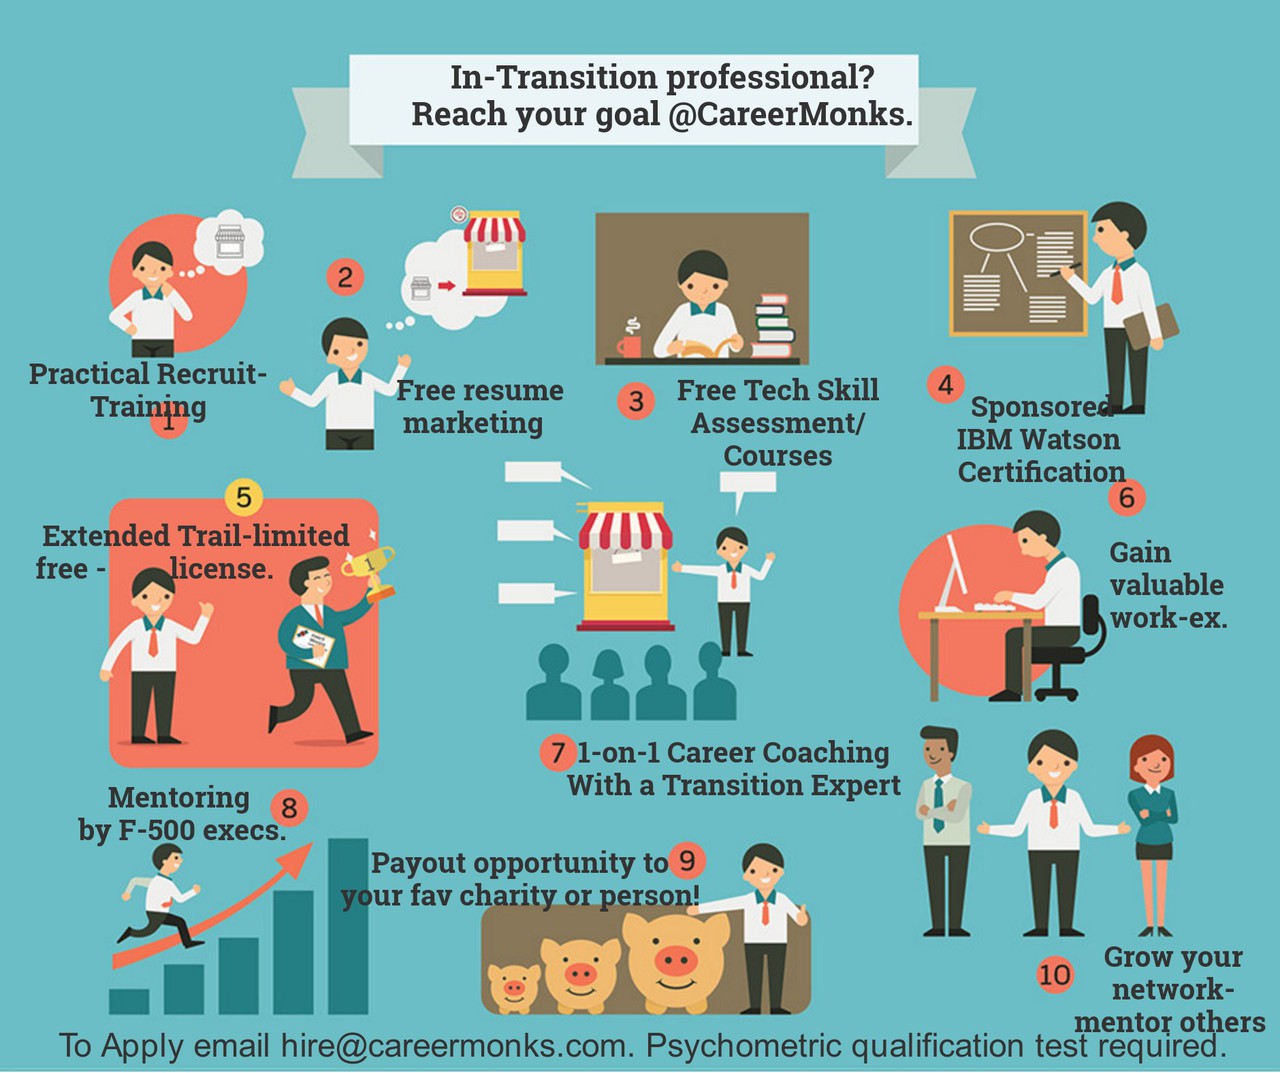 In-Transition professional?
Reach your goal @CareerMonks.
Practical Recruit-
Training
1
2
Free resume
marketing
3
Free Tech Skill
Assessment/
Courses
4
Sponsored
IBM Watson
Certification
5
Extended Trail-limited
free - license.
1
6
Gain
valuable
work-ex.
7 1-on-1 Career Coaching
With a Transition Expert
Mentoring
by F-500 execs.
8
Payout opportunity to
your fav charity or person!
9
10
Grow your
network-
mentor others
To Apply email hire@careermonks.com. Psychometric qualification test required.